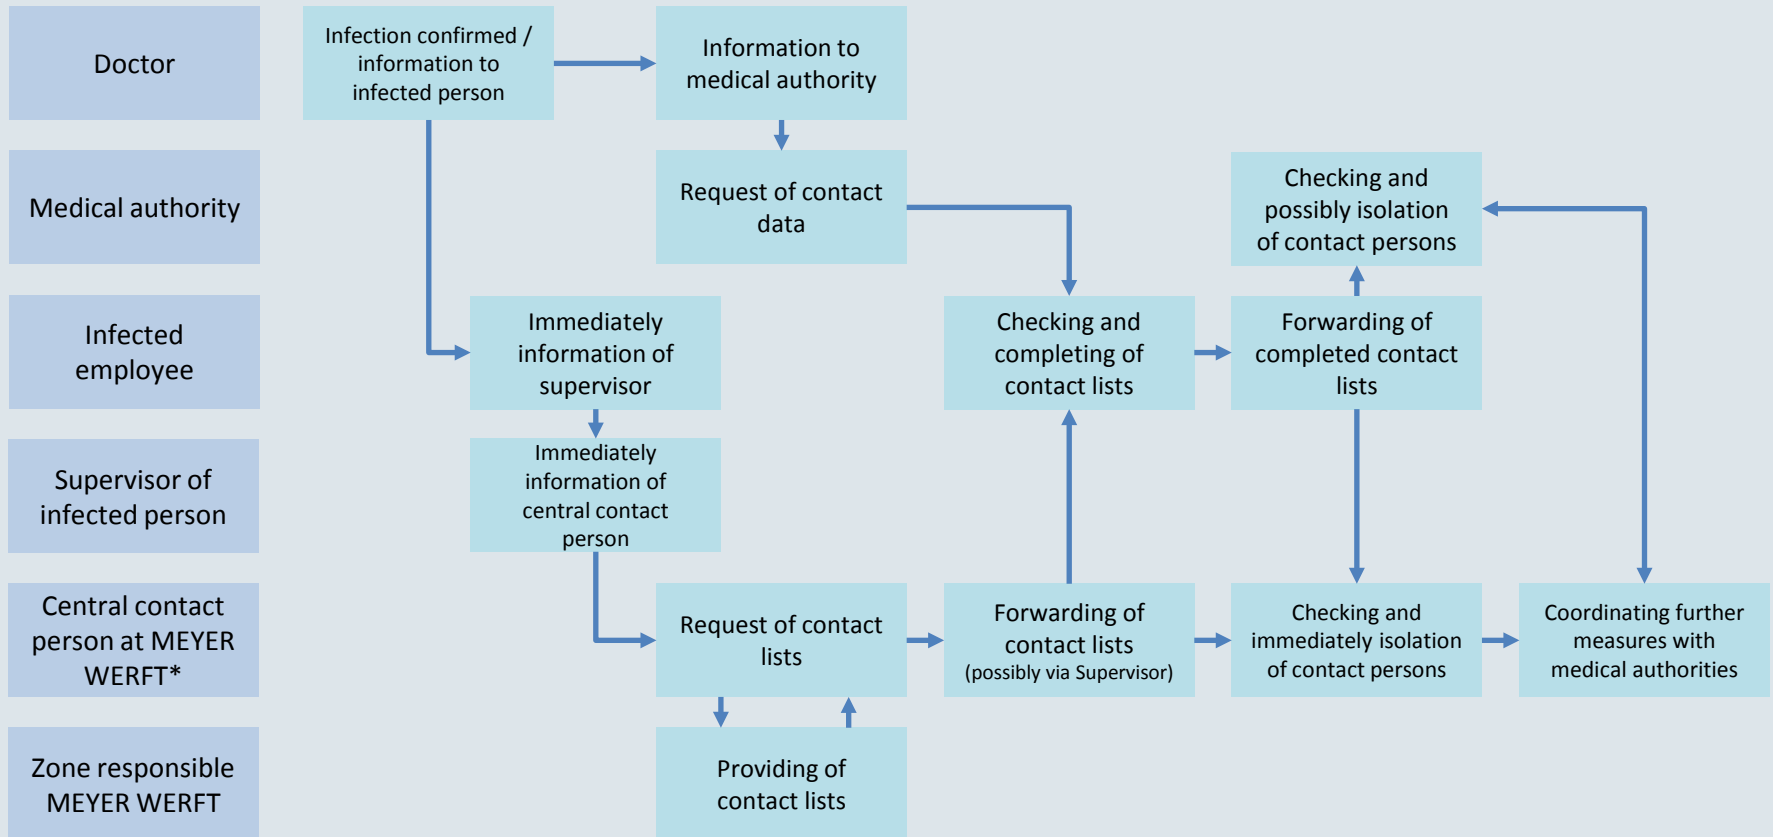 Doctor
Infection confirmed /
information to
infected person
Information to
medical authority
Medical authority
Request of contact
data
Checking and
possibly isolation
of contact persons
Infected
employee
Immediately
information of
supervisor
Checking and
completing of
contact lists
Forwarding of
completed contact
lists
Supervisor of
infected person
Immediately
information of
central contact
person
Central contact
person at MEYER
WERFT*
Request of contact
lists
Forwarding of
contact lists
(possibly via Supervisor)
Checking and
immediately isolation
of contact persons
Coordinating further
measures with
medical authorities
Zone responsible
MEYER WERFT
Providing of
contact lists